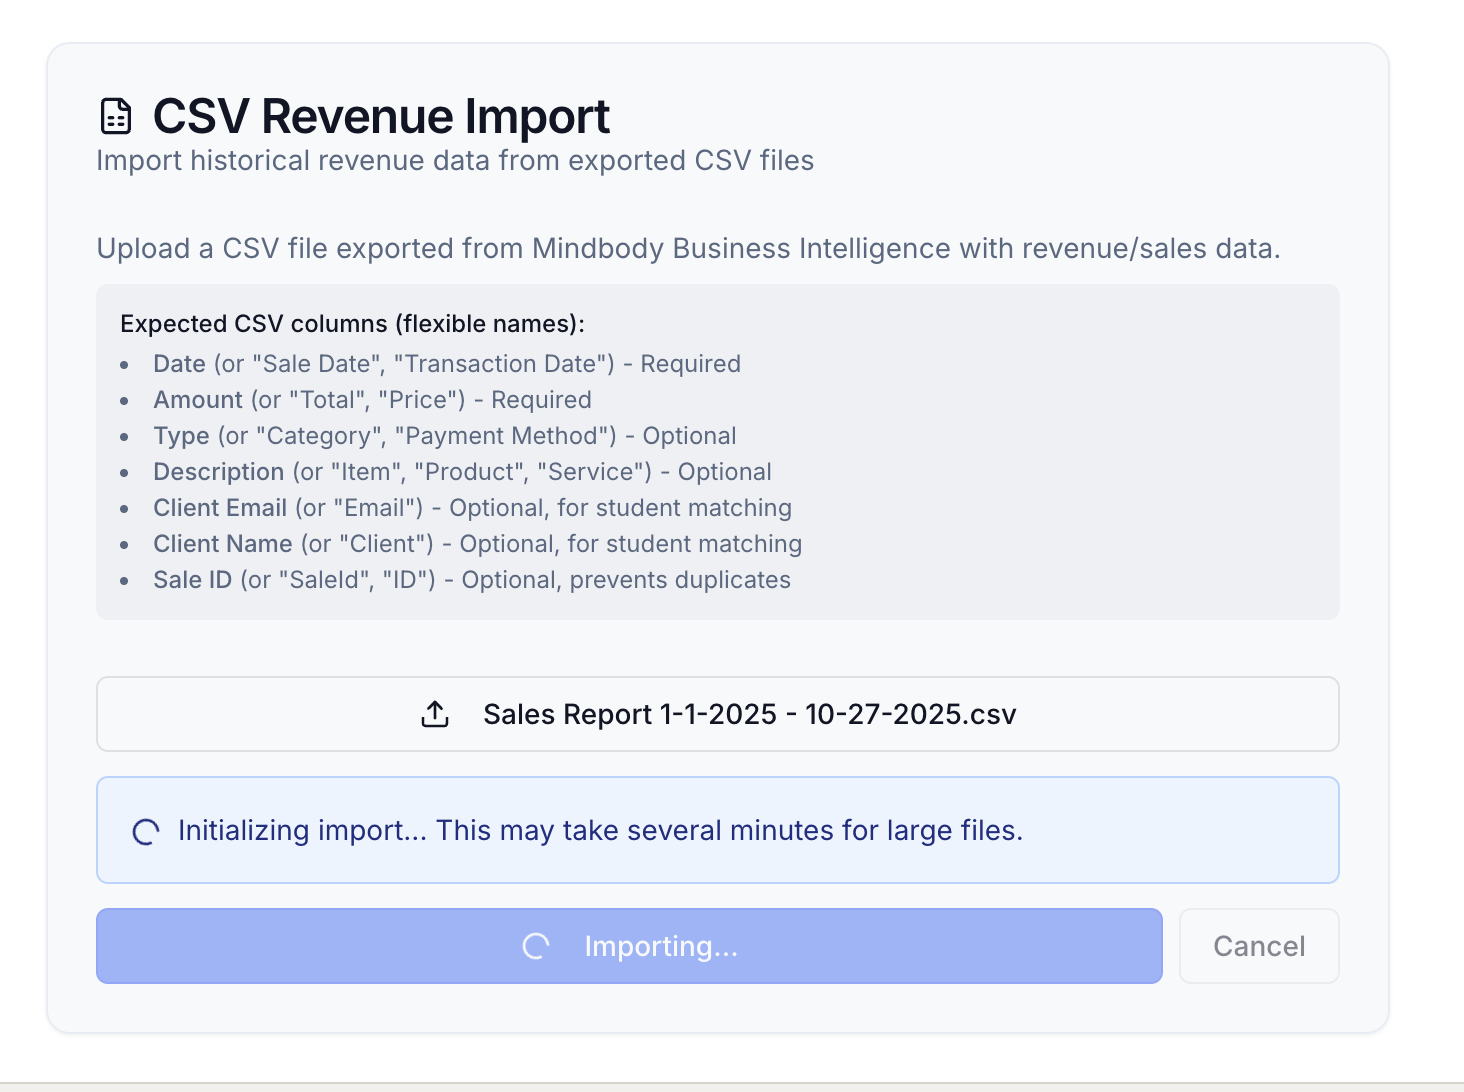 CSV Revenue Import
Import historical revenue data from exported CSV files
Upload a CSV file exported from Mindbody Business Intelligence with revenue/sales data.
Expected CSV columns (flexible names):
• Date (or "Sale Date", "Transaction Date") - Required
• Amount (or "Total", "Price") - Required
• Type (or "Category", "Payment Method") - Optional
• Description (or "Item", "Product", "Service") - Optional
• Client Email (or "Email") - Optional, for student matching
• Client Name (or "Client") - Optional, for student matching
• Sale ID (or "SaleId", "ID") - Optional, prevents duplicates
Sales Report 1-1-2025 - 10-27-2025.csv
Initializing import... This may take several minutes for large files.
Importing...
Cancel